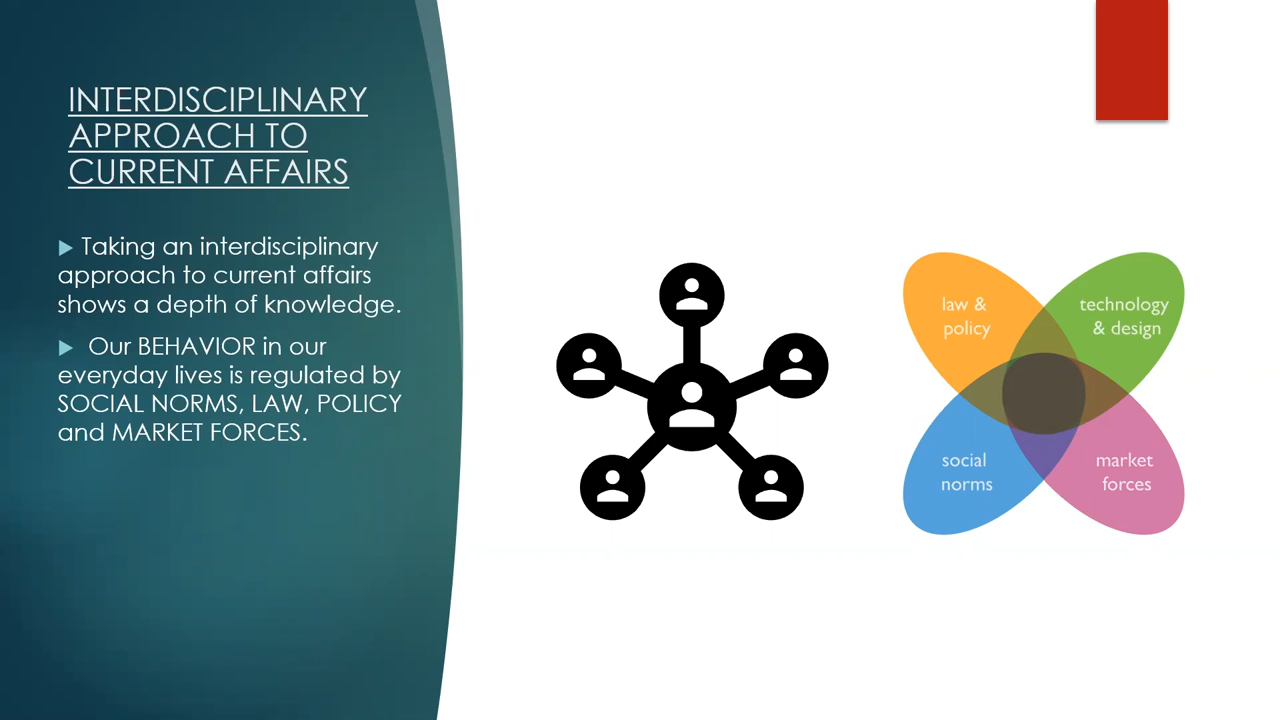 INTERDISCIPLINARY
APPROACH TO
CURRENT AFFAIRS
Taking an interdisciplinary
approach to current affairs
shows a depth of knowledge.
Our BEHAVIOR in our
everyday lives is regulated by
SOCIAL NORMS, LAW, POLICY
and MARKET FORCES.
law &
policy
technology
& design
social
norms
market
forces